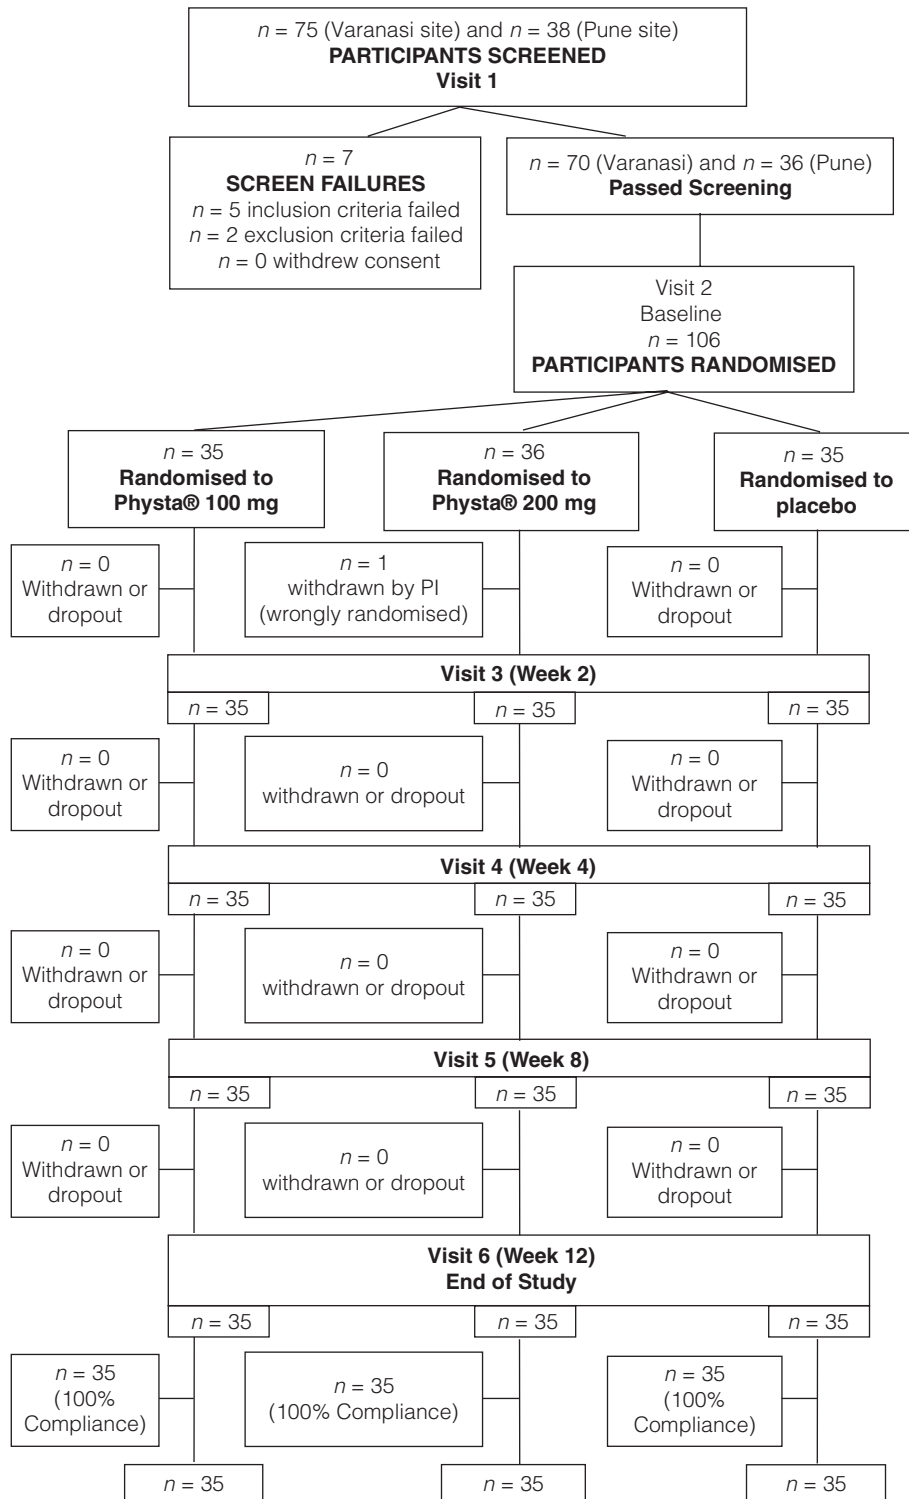 n = 75 (Varanasi site) and n = 38 (Pune site)
PARTICIPANTS SCREENED
Visit 1
n = 7
SCREEN FAILURES
n = 5 inclusion criteria failed
n = 2 exclusion criteria failed
n = 0 withdrew consent
n = 70 (Varanasi) and n = 36 (Pune)
Passed Screening
Visit 2
Baseline
n = 106
PARTICIPANTS RANDOMISED
n = 35
Randomised to
Physta® 100 mg
n = 36
Randomised to
Physta® 200 mg
n = 35
Randomised to
placebo
n = 0
Withdrawn or
dropout
n = 1
withdrawn by PI
(wrongly randomised)
n = 0
Withdrawn or
dropout
Visit 3 (Week 2)
n = 35
n = 35
n = 35
n = 0
Withdrawn or
dropout
n = 0
withdrawn or dropout
n = 0
Withdrawn or
dropout
Visit 4 (Week 4)
n = 35
n = 35
n = 35
n = 0
Withdrawn or
dropout
n = 0
withdrawn or dropout
n = 0
Withdrawn or
dropout
Visit 5 (Week 8)
n = 35
n = 35
n = 35
n = 0
Withdrawn or
dropout
n = 0
withdrawn or dropout
n = 0
Withdrawn or
dropout
Visit 6 (Week 12)
End of Study
n = 35
n = 35
n = 35
n = 35
(100%
Compliance)
n = 35
(100% Compliance)
n = 35
(100%
Compliance)
n = 35
n = 35
n = 35